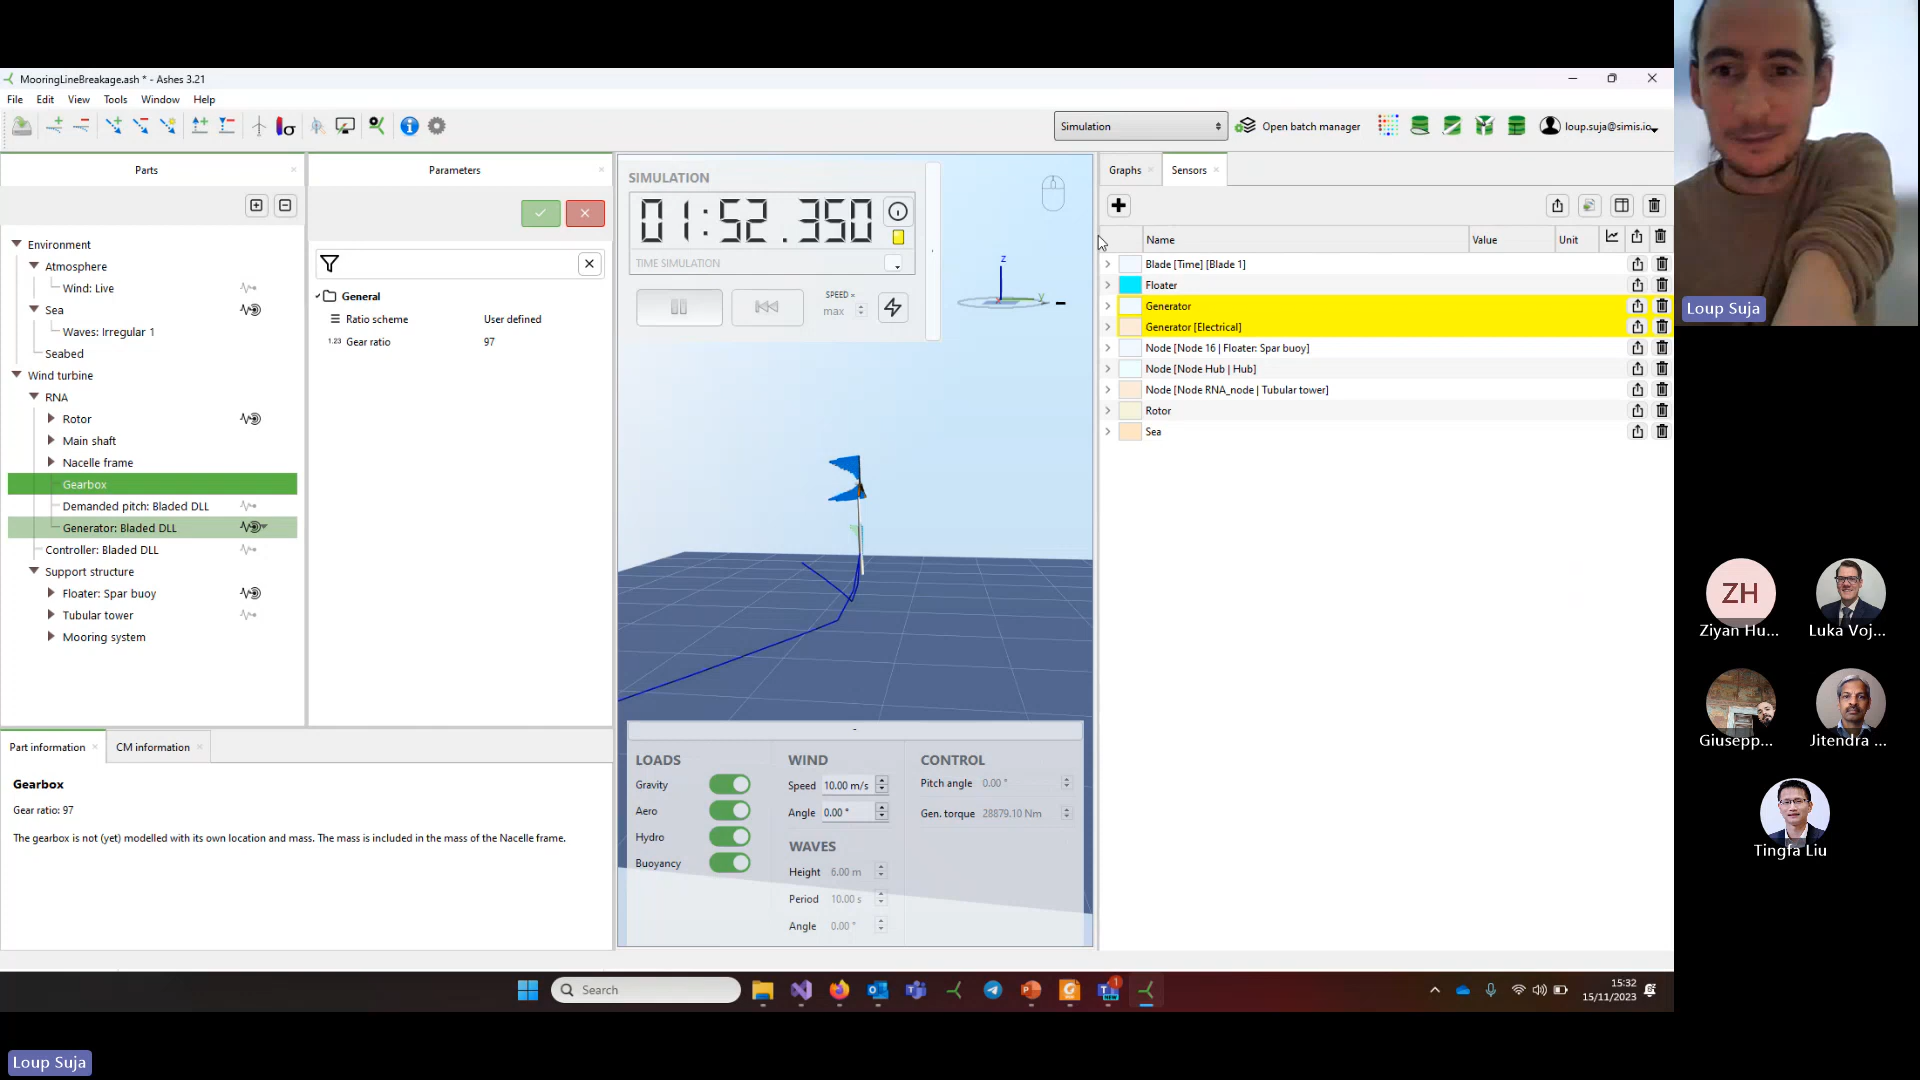 MooringLineBreakage.ash * - Ashes 3.21
File Edit View Tools Window Help
Simulation
Open batch manager
loup.suja@simis.io
Parts
Parameters
Graphs
Sensors
Environment
Atmosphere
Wind: Live
Sea
Waves: Irregular 1
Seabed
Wind turbine
RNA
Rotor
Main shaft
Nacelle frame
Gearbox
Demanded pitch: Bladed DLL
Generator: Bladed DLL
Controller: Bladed DLL
Support structure
Floater: Spar buoy
Tubular tower
Mooring system
General
Ratio scheme User defined
1.23 Gear ratio 97
SIMULATION
01:52.350
TIME SIMULATION
SPEED =
max
z
y
Name Value Unit
Blade [Time] [Blade 1]
Floater
Generator
Generator [Electrical]
Node [Node 16 | Floater: Spar buoy]
Node [Node Hub | Hub]
Node [Node RNA_node | Tubular tower]
Rotor
Sea
Part information
CM information
Gearbox
Gear ratio: 97
The gearbox is not (yet) modelled with its own location and mass. The mass is included in the mass of the Nacelle frame.
LOADS
Gravity
Aero
Hydro
Buoyancy
WIND
Speed 10.00 m/s
Angle 0.00 °
WAVES
Height 6.00 m
Period 10.00 s
Angle 0.00 °
CONTROL
Pitch angle 0.00 °
Gen. torque 28879.10 Nm
Search
1
NEW
15:32
15/11/2023
Loup Suja
ZH
Ziyan Hu...
Luka Voj...
Giusepp...
Jitendra ...
Tingfa Liu
Loup Suja